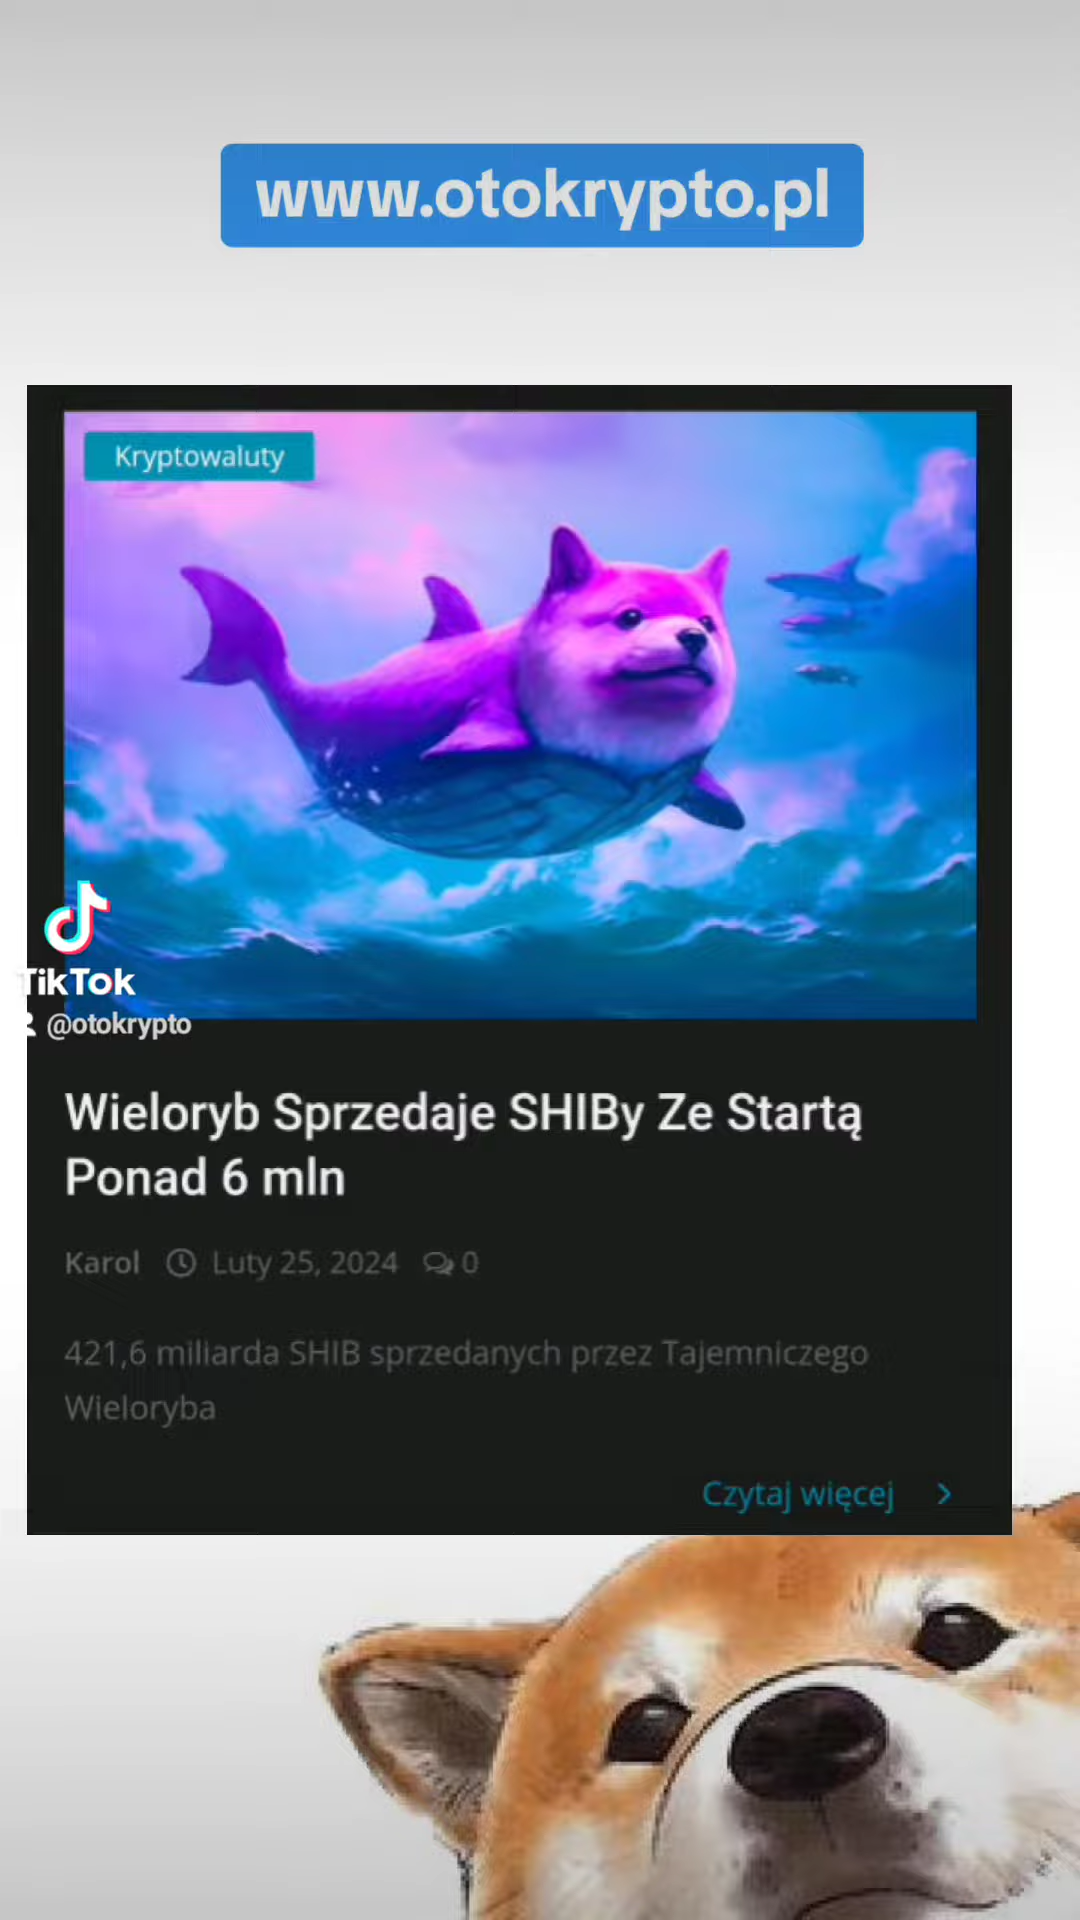 www.otokrypto.pl
Kryptowaluty
TikTok
@otokrypto
Wieloryb Sprzedaje SHIBy Ze Startą
Ponad 6 mln
Karol Luty 25, 2024 0
421,6 miliarda SHIB sprzedanych przez Tajemniczego
Wieloryba
Czytaj więcej